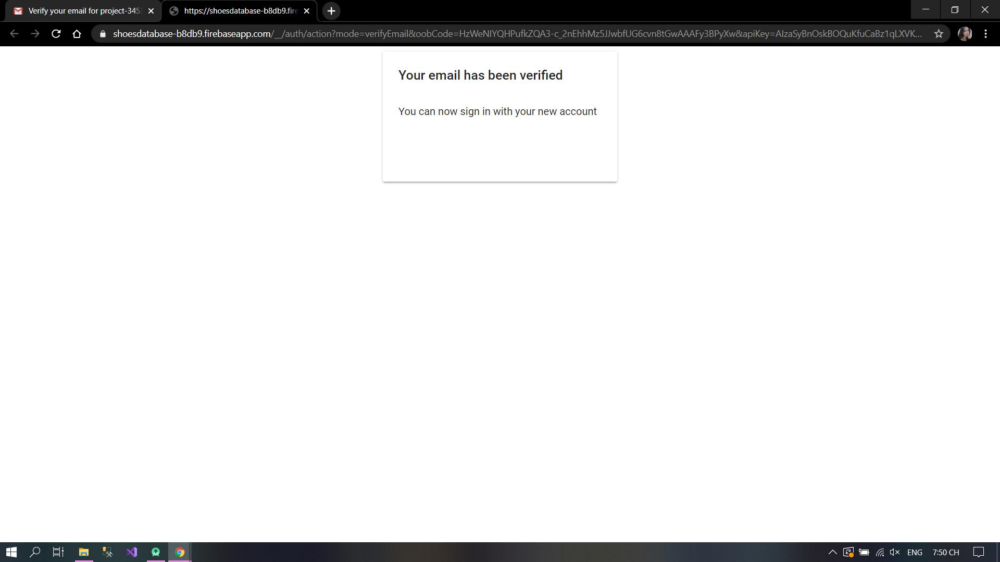 Verify your email for project-345
https://shoesdatabase-b8db9.fire
shoesdatabase-b8db9.firebaseapp.com/__/auth/action?mode=verifyEmail&oobCode=HzWeNIYQHPufkZQA3-c_2nEhhMz5JJwbfUG6cvn8tGwAAAFy3BPyXw&apiKey=AIzaSyBnOskBOQuKfuCaBz1qLXVK...
Your email has been verified
You can now sign in with your new account
ENG
7:50 CH